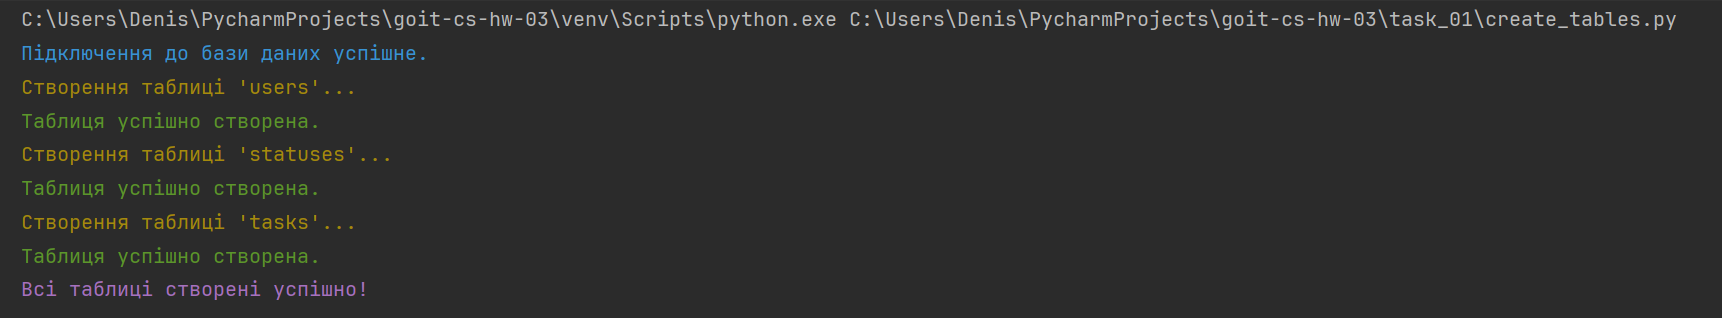 C:\Users\Denis\PycharmProjects\goit-cs-hw-03\venv\Scripts\python.exe C:\Users\Denis\PycharmProjects\goit-cs-hw-03\task_01\create_tables.py
Підключення до бази даних успішне.
Створення таблиці 'users'...
Таблиця успішно створена.
Створення таблиці 'statuses'...
Таблиця успішно створена.
Створення таблиці 'tasks'...
Таблиця успішно створена.
Всі таблиці створені успішно!